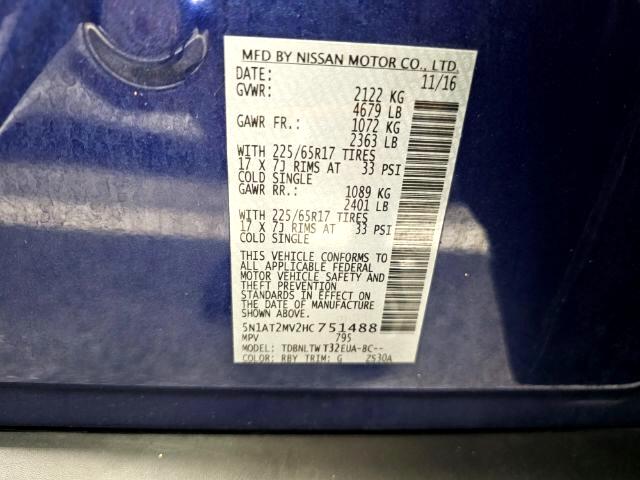 MFD BY NISSAN MOTOR CO., LTD.
DATE: 11/16
GVWR: 2122 KG
4679 LB
GAWR FR.: 1072 KG
2363 LB
WITH 225/65R17 TIRES
17 X 7J RIMS AT 33 PSI
COLD SINGLE
GAWR RR.: 1089 KG
2401 LB
WITH 225/65R17 TIRES
17 X 7J RIMS AT 33 PSI
COLD SINGLE
THIS VEHICLE CONFORMS TO
ALL APPLICABLE FEDERAL
MOTOR VEHICLE SAFETY AND
THEFT PREVENTION
STANDARDS IN EFFECT ON
THE DATE OF MANUFACTURE
SHOWN ABOVE.
5N1AT2MV2HC751488
MPV 795
MODEL: TDBNLTWT32EUA-BC--
COLOR: RBY TRIM: G 2530A